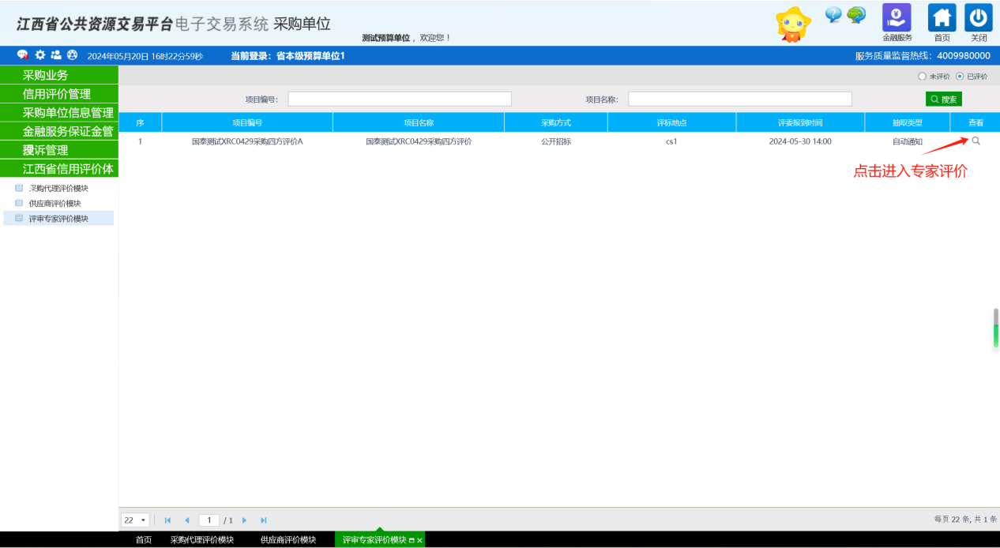 江西省公共资源交易平台电子交易系统 采购单位
测试预算单位 ， 欢迎您！
金融服务 首页 关闭
2024年05月20日 16时22分59秒 当前登录：省本级预算单位1 服务质量监督热线：4009980000
采购业务
信用评价管理
采购单位信息管理
金融服务保证金管
投诉管理
江西省信用评价体
采购代理评价模块
供应商评价模块
评审专家评价模块
未评价 已评价
项目编号: 项目名称: 搜索
序 项目编号 项目名称 采购方式 评标地点 评委报到时间 抽取类型 查看
1 国泰测试XRC0429采购四方评价A 国泰测试XRC0429采购四方评价 公开招标 cs1 2024-05-30 14:00 自动通知
点击进入专家评价
22 1 / 1 每页 22 条, 共 1 条
首页 采购代理评价模块 供应商评价模块 评审专家评价模块